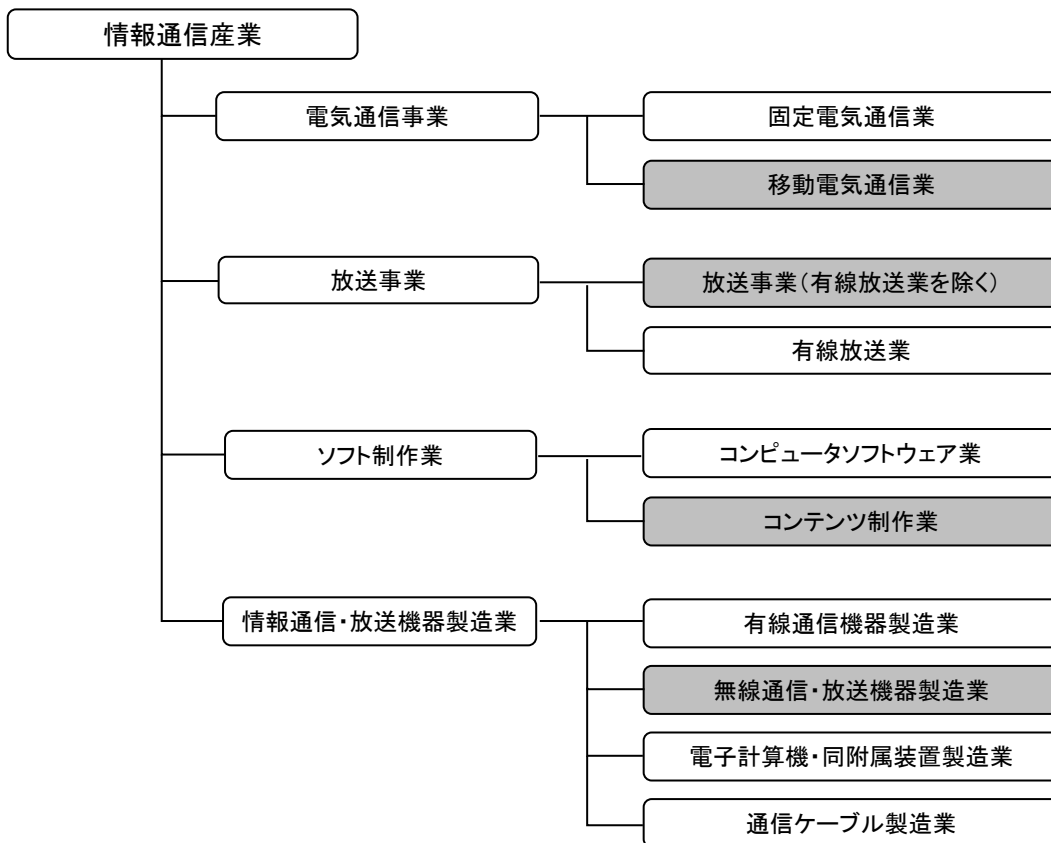 情報通信産業
電気通信事業
固定電気通信業
移動電気通信業
放送事業
放送事業(有線放送業を除く)
有線放送業
ソフト制作業
コンピュータソフトウェア業
コンテンツ制作業
情報通信・放送機器製造業
有線通信機器製造業
無線通信・放送機器製造業
電子計算機・同附属装置製造業
通信ケーブル製造業